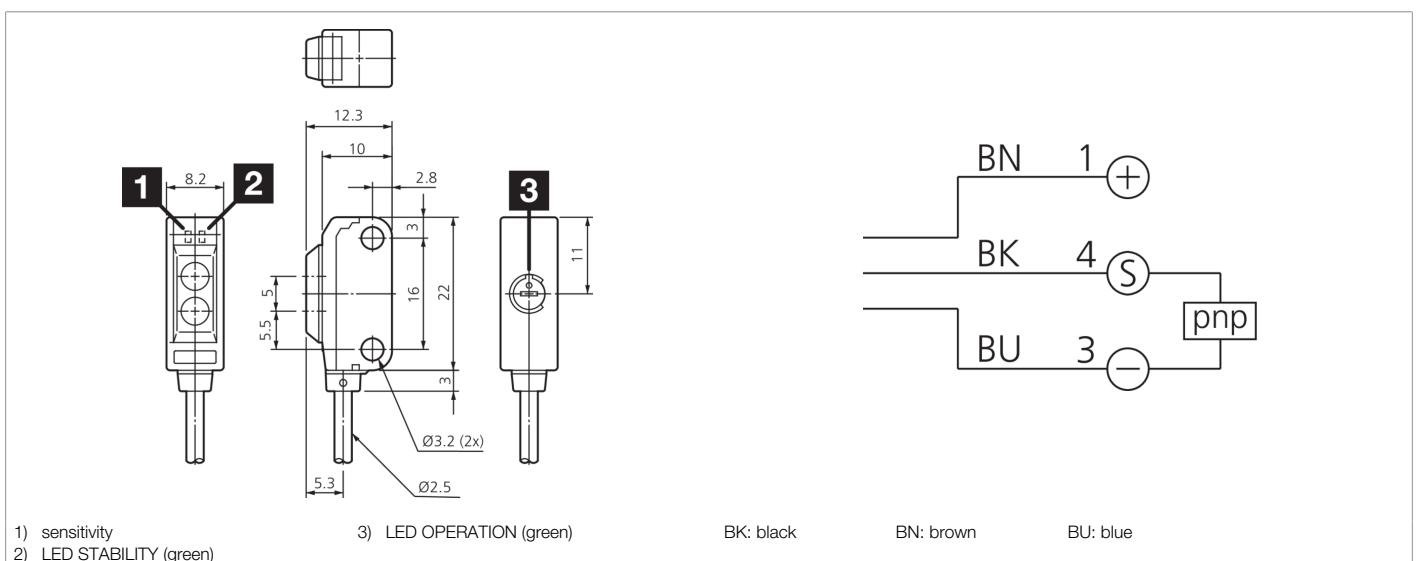 12.3
10
2.8
1
8.2
2
3
3
11
5
16
22
5.5
3
Ø3.2 (2x)
5.3
Ø2.5
BN 1 +
BK 4 S
pnp
BU 3 −
1) sensitivity
2) LED STABILITY (green)
3) LED OPERATION (green)
BK: black
BN: brown
BU: blue